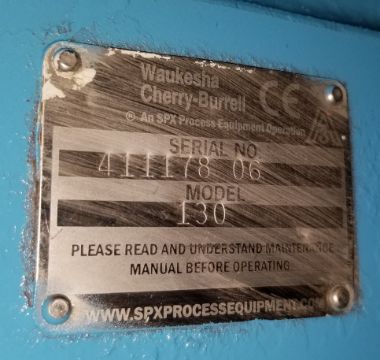 Waukesha
Cherry-Burrell
® An SPX Process Equipment Operation
CE
SERIAL NO
411178 06
MODEL
130
PLEASE READ AND UNDERSTAND MAINTENANCE
MANUAL BEFORE OPERATING
WWW.SPXPROCESSEQUIPMENT.COM